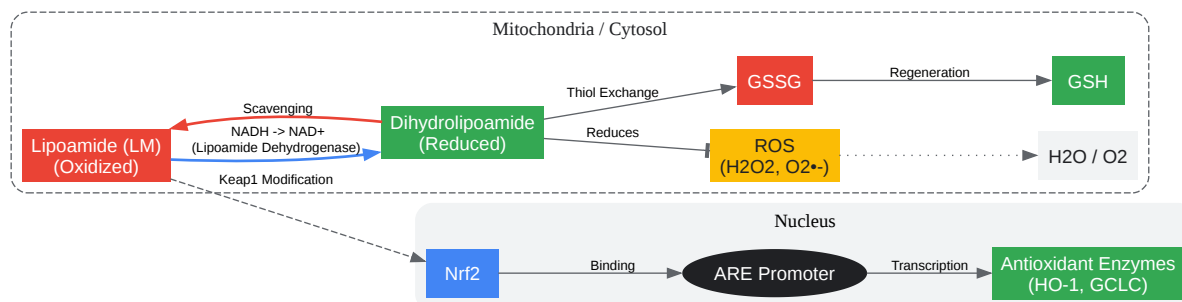 Mitochondria / Cytosol
GSSG
Regeneration
GSH
Thiol Exchange
Scavenging
Dihydrolipoamide
(Reduced)
NADH -> NAD+
(Lipoamide Dehydrogenase)
Lipoamide (LM)
(Oxidized)
Reduces
ROS
(H2O2, O2•-)
H2O / O2
Keap1 Modification
Nucleus
Nrf2
Binding
ARE Promoter
Transcription
Antioxidant Enzymes
(HO-1, GCLC)